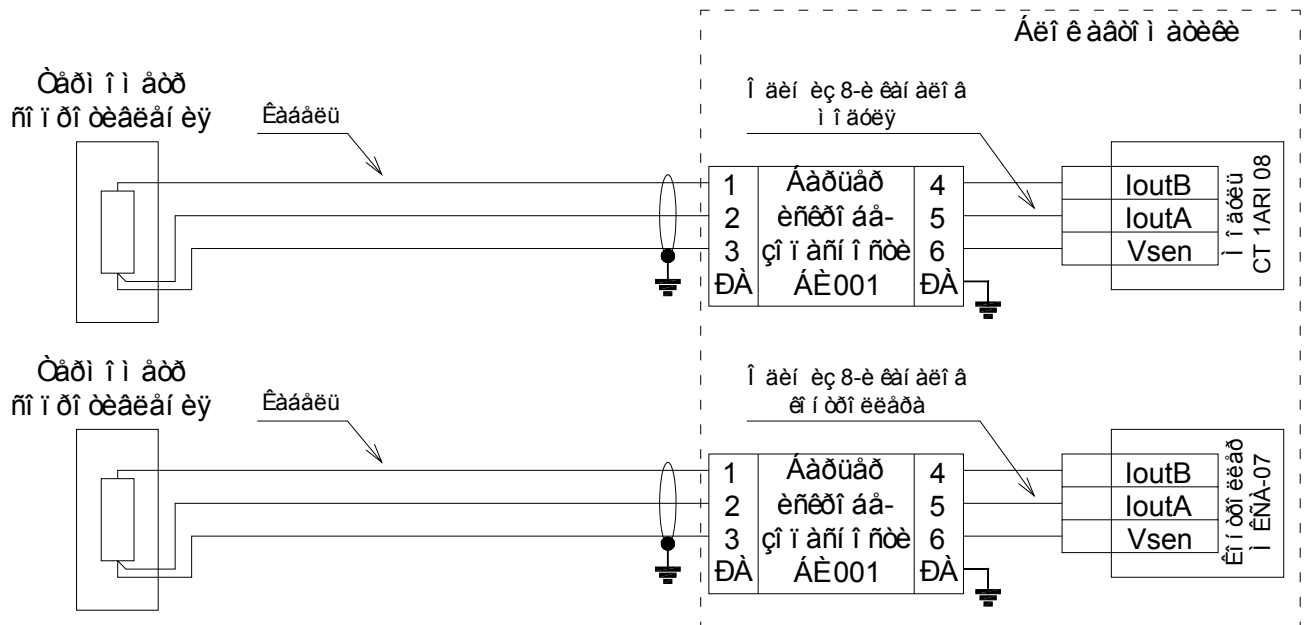 Áëî ê àâòî ì àòèêè
Òåðì î ì åòð
ñî ï ðî òèâëåí èÿ
Êàáåëü
Î äèí èç 8-è êàí àëî â
ì î äóëÿ
1
2
3
ÐÀ
Áàðüåð
èñêðî áå-
çî ï àñí î ñòè
ÁÈ001
4
5
6
ÐÀ
IoutB
IoutA
Vsen
Ì î äóëü
CT 1ARI 08
Òåðì î ì åòð
ñî ï ðî òèâëåí èÿ
Êàáåëü
Î äèí èç 8-è êàí àëî â
êî í òðî ëëåðà
1
2
3
ÐÀ
Áàðüåð
èñêðî áå-
çî ï àñí î ñòè
ÁÈ001
4
5
6
ÐÀ
IoutB
IoutA
Vsen
Êî í òðî ëëåð
Ì ÊÑÀ-07